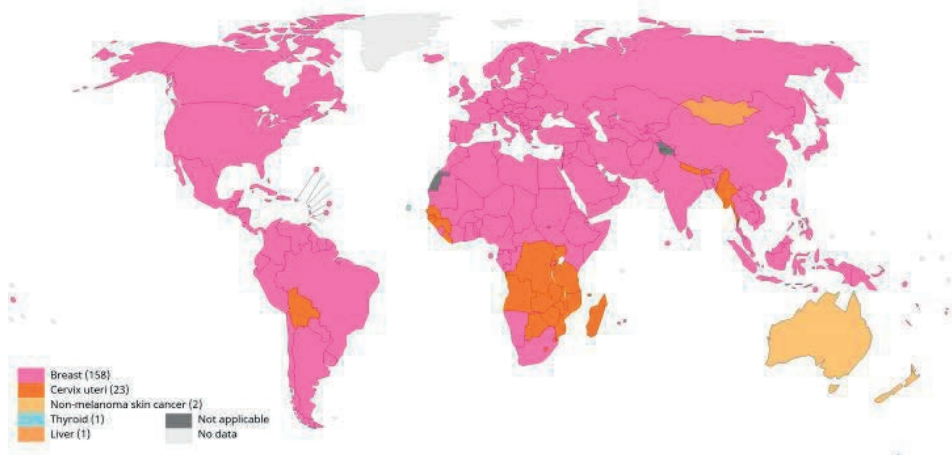 Breast (158)
Cervix uteri (23)
Non-melanoma skin cancer (2)
Thyroid (1)
Liver (1)
Not applicable
No data